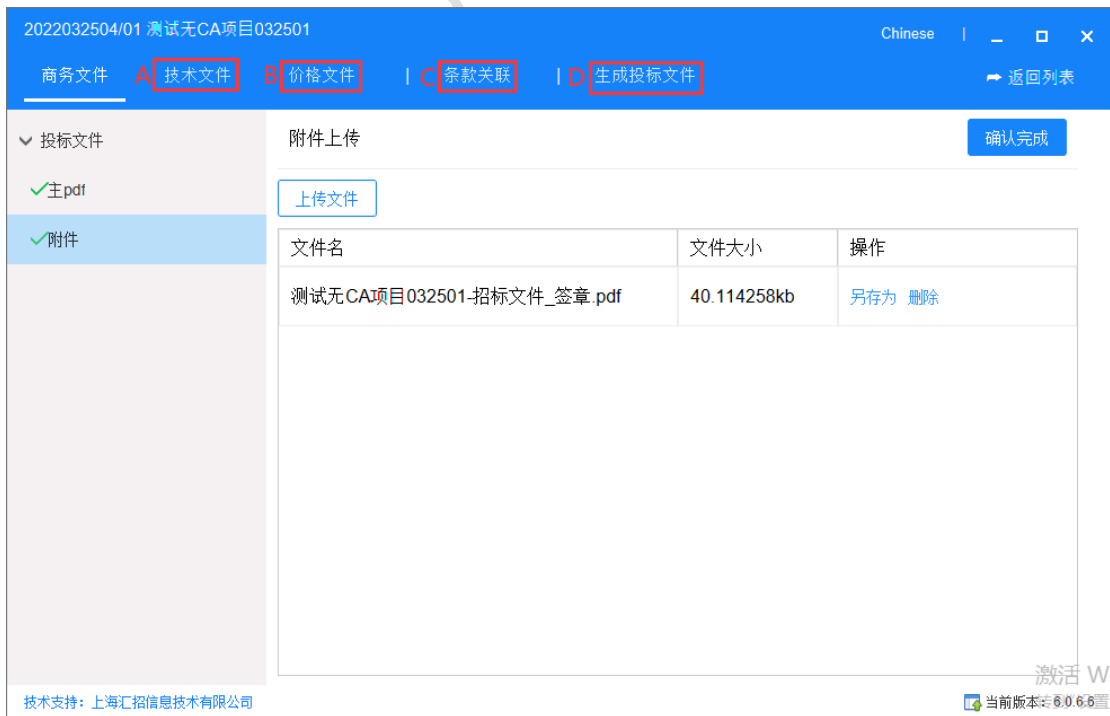 2022032504/01 测试无CA项目032501
Chinese |
商务文件 A 技术文件 B 价格文件 | C 条款关联 | D 生成投标文件 返回列表
投标文件
附件上传
确认完成
主pdf
上传文件
附件
文件名 文件大小 操作
测试无CA项目032501-招标文件_签章.pdf 40.114258kb 另存为 删除
激活 W
技术支持：上海汇招信息技术有限公司
当前版本：6.0.6.6